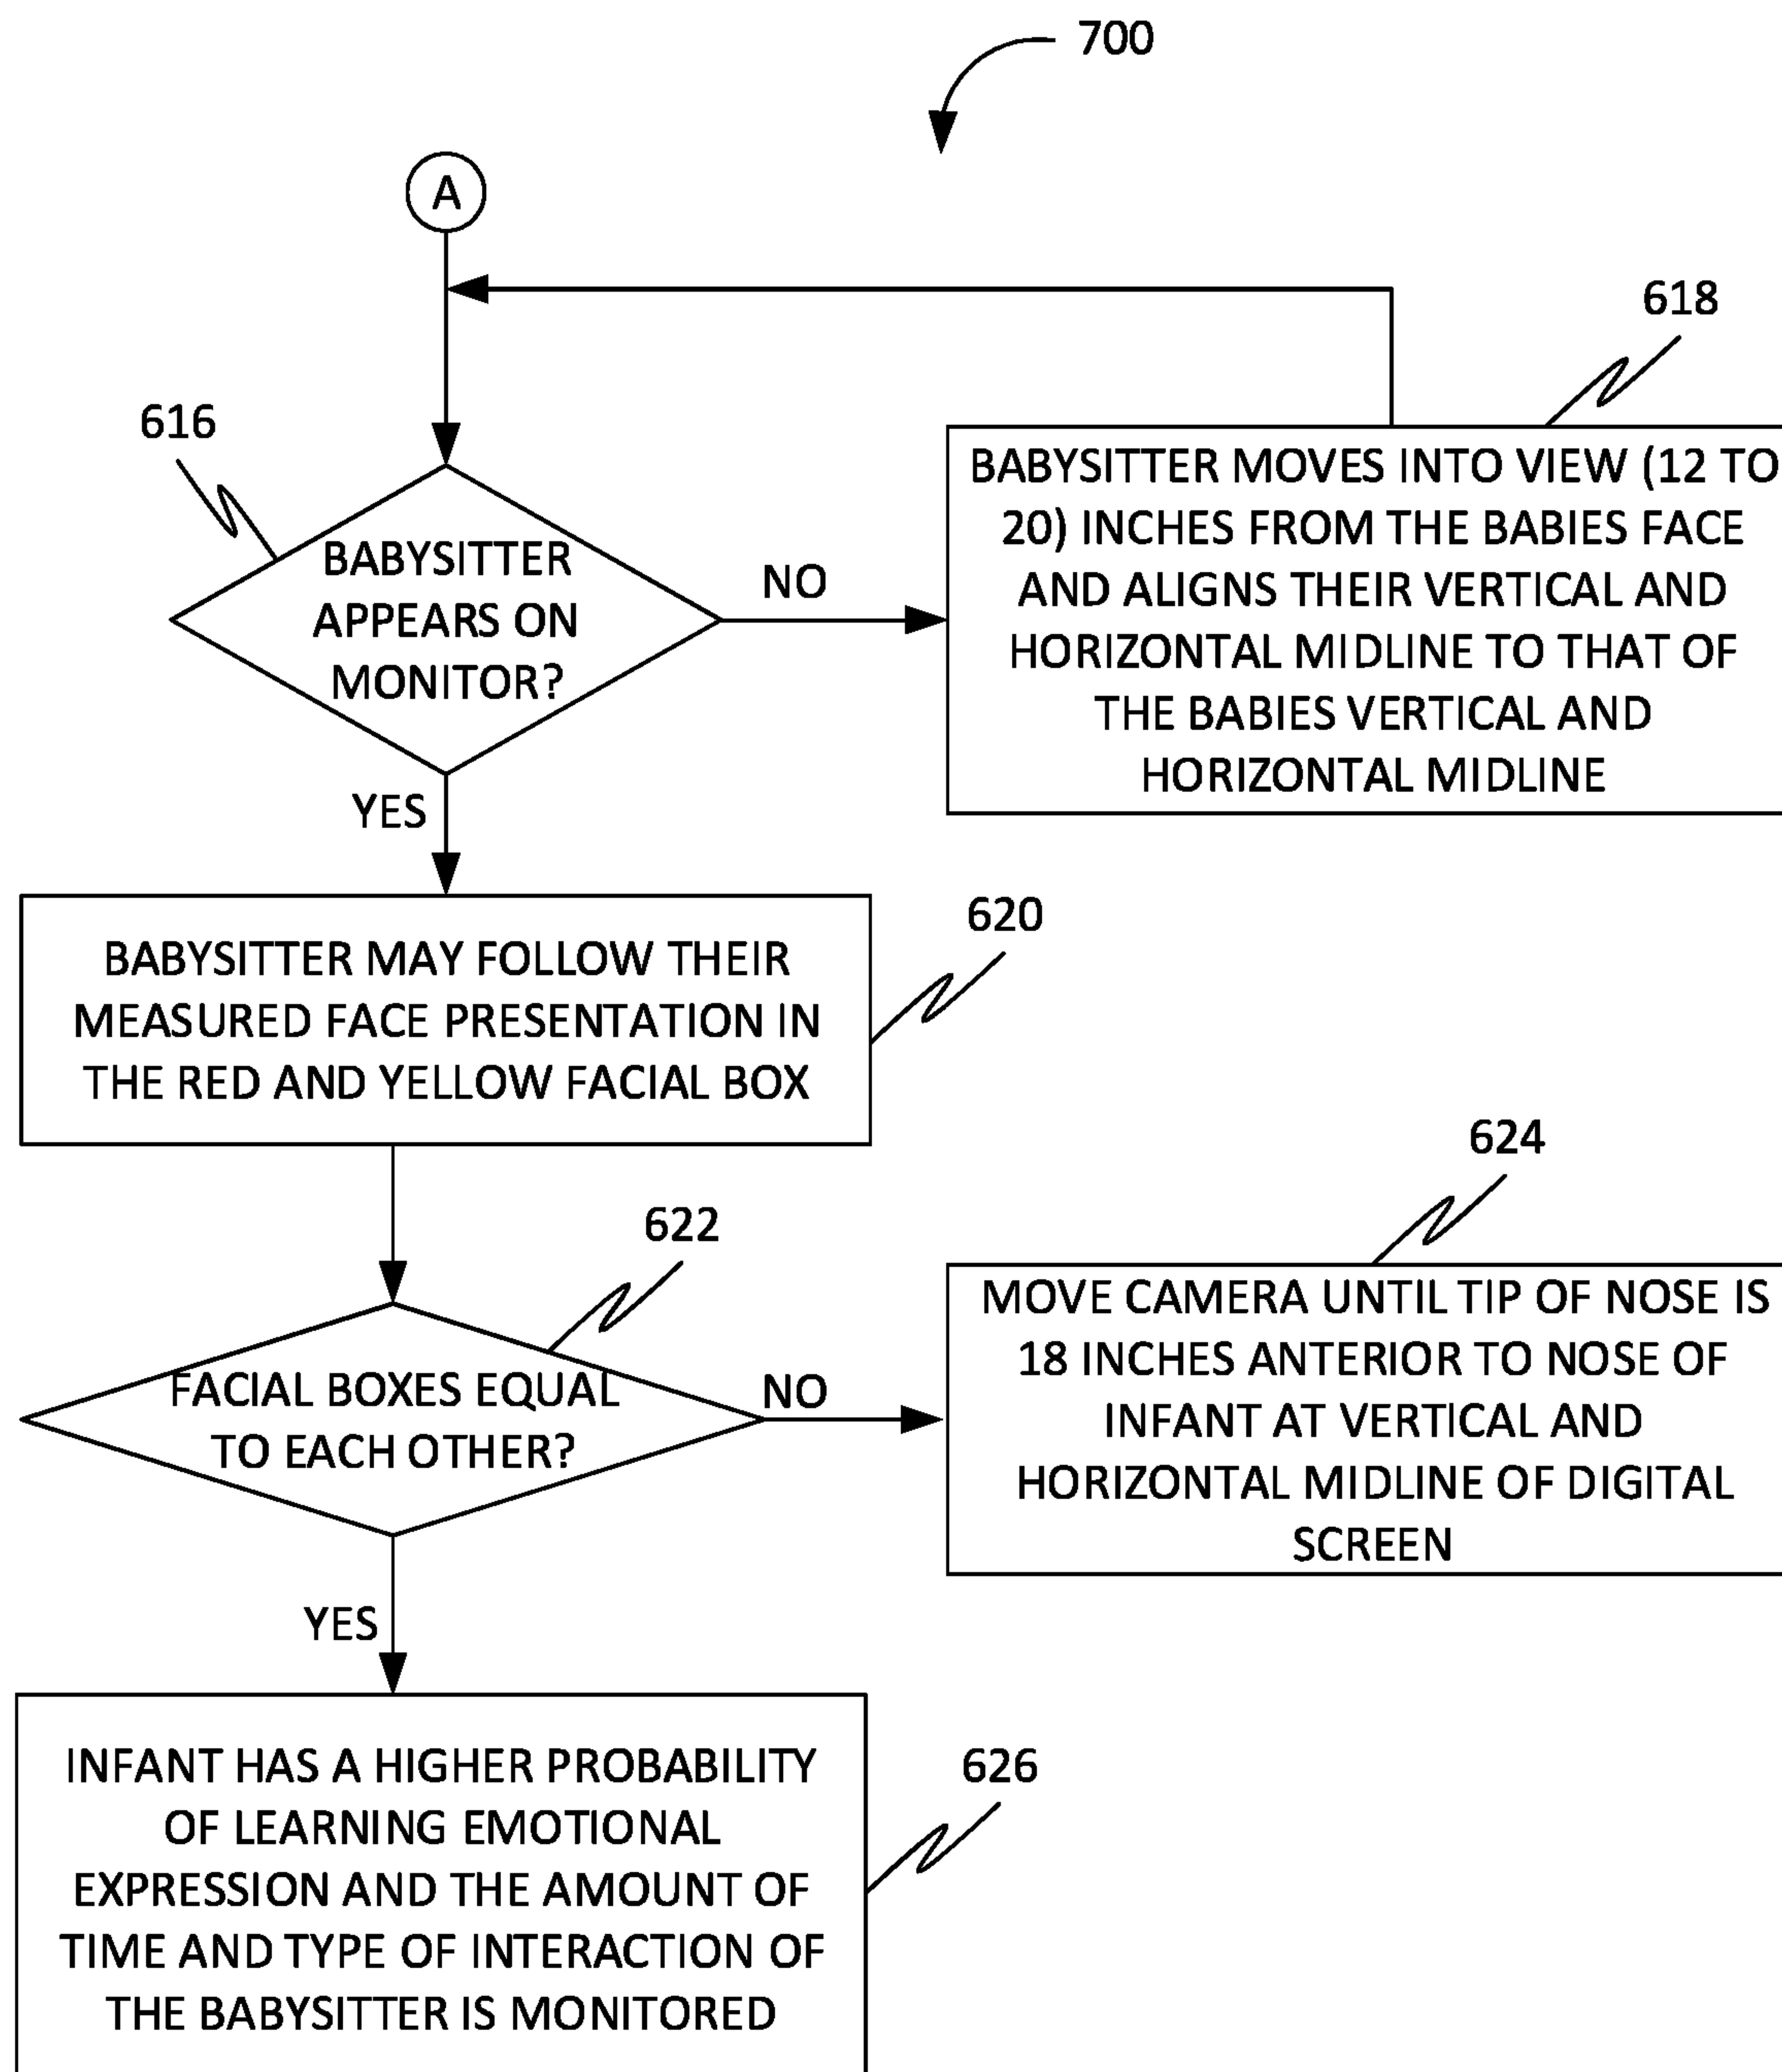 700
A
618
616
BABYSITTER
APPEARS ON
MONITOR?
NO
BABYSITTER MOVES INTO VIEW (12 TO
20) INCHES FROM THE BABIES FACE
AND ALIGNS THEIR VERTICAL AND
HORIZONTAL MIDLINE TO THAT OF
THE BABIES VERTICAL AND
HORIZONTAL MIDLINE
YES
620
BABYSITTER MAY FOLLOW THEIR
MEASURED FACE PRESENTATION IN
THE RED AND YELLOW FACIAL BOX
624
622
FACIAL BOXES EQUAL
TO EACH OTHER?
NO
MOVE CAMERA UNTIL TIP OF NOSE IS
18 INCHES ANTERIOR TO NOSE OF
INFANT AT VERTICAL AND
HORIZONTAL MIDLINE OF DIGITAL
SCREEN
YES
626
INFANT HAS A HIGHER PROBABILITY
OF LEARNING EMOTIONAL
EXPRESSION AND THE AMOUNT OF
TIME AND TYPE OF INTERACTION OF
THE BABYSITTER IS MONITORED